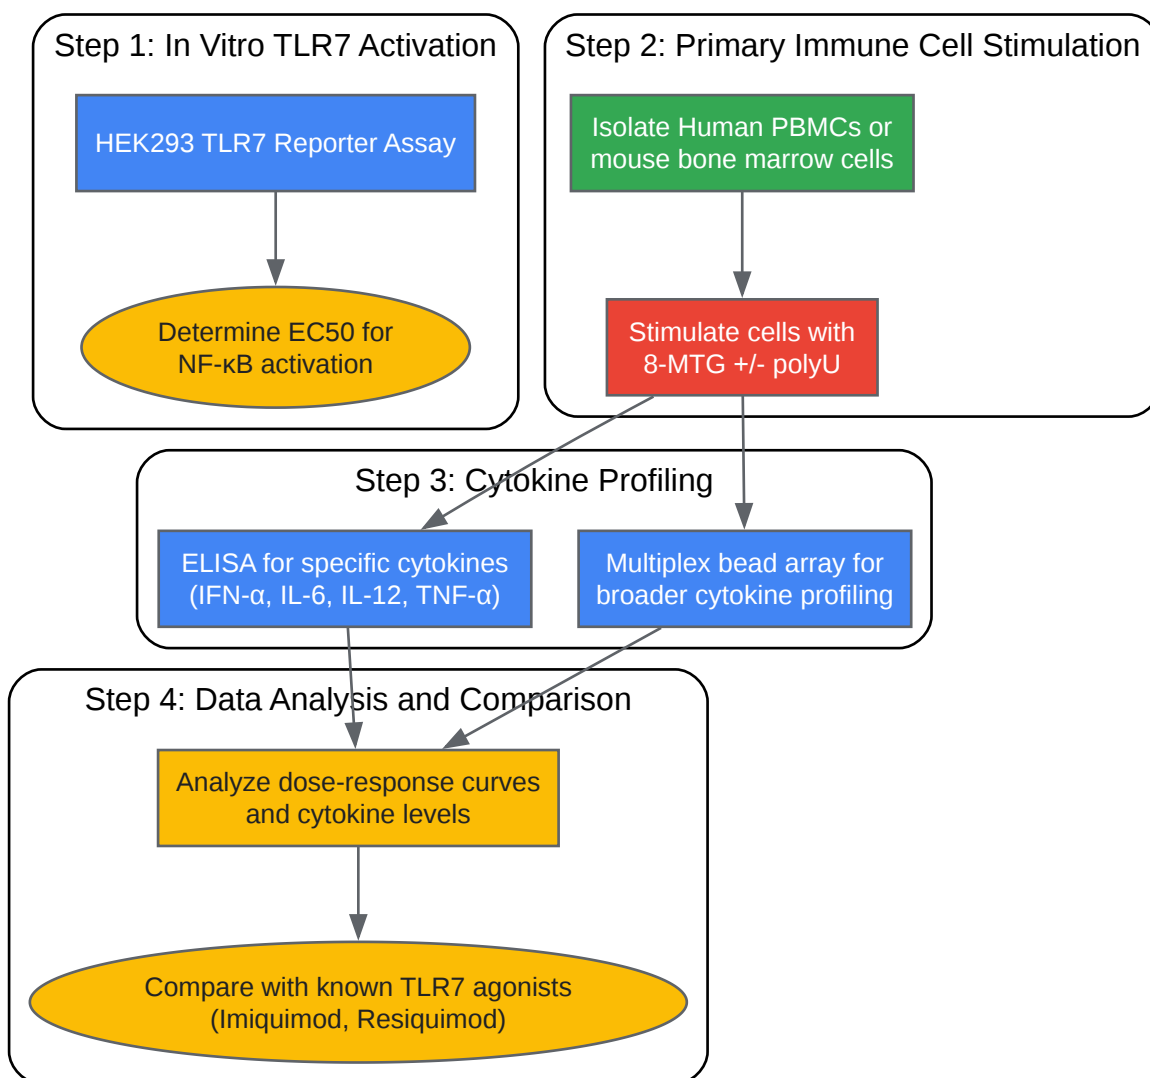 Step 1: In Vitro TLR7 Activation
HEK293 TLR7 Reporter Assay
Determine EC50 for
NF-κB activation
Step 2: Primary Immune Cell Stimulation
Isolate Human PBMCs or
mouse bone marrow cells
Stimulate cells with
8-MTG +/- polyU
Step 3: Cytokine Profiling
ELISA for specific cytokines
(IFN-α, IL-6, IL-12, TNF-α)
Multiplex bead array for
broader cytokine profiling
Step 4: Data Analysis and Comparison
Analyze dose-response curves
and cytokine levels
Compare with known TLR7 agonists
(Imiquimod, Resiquimod)